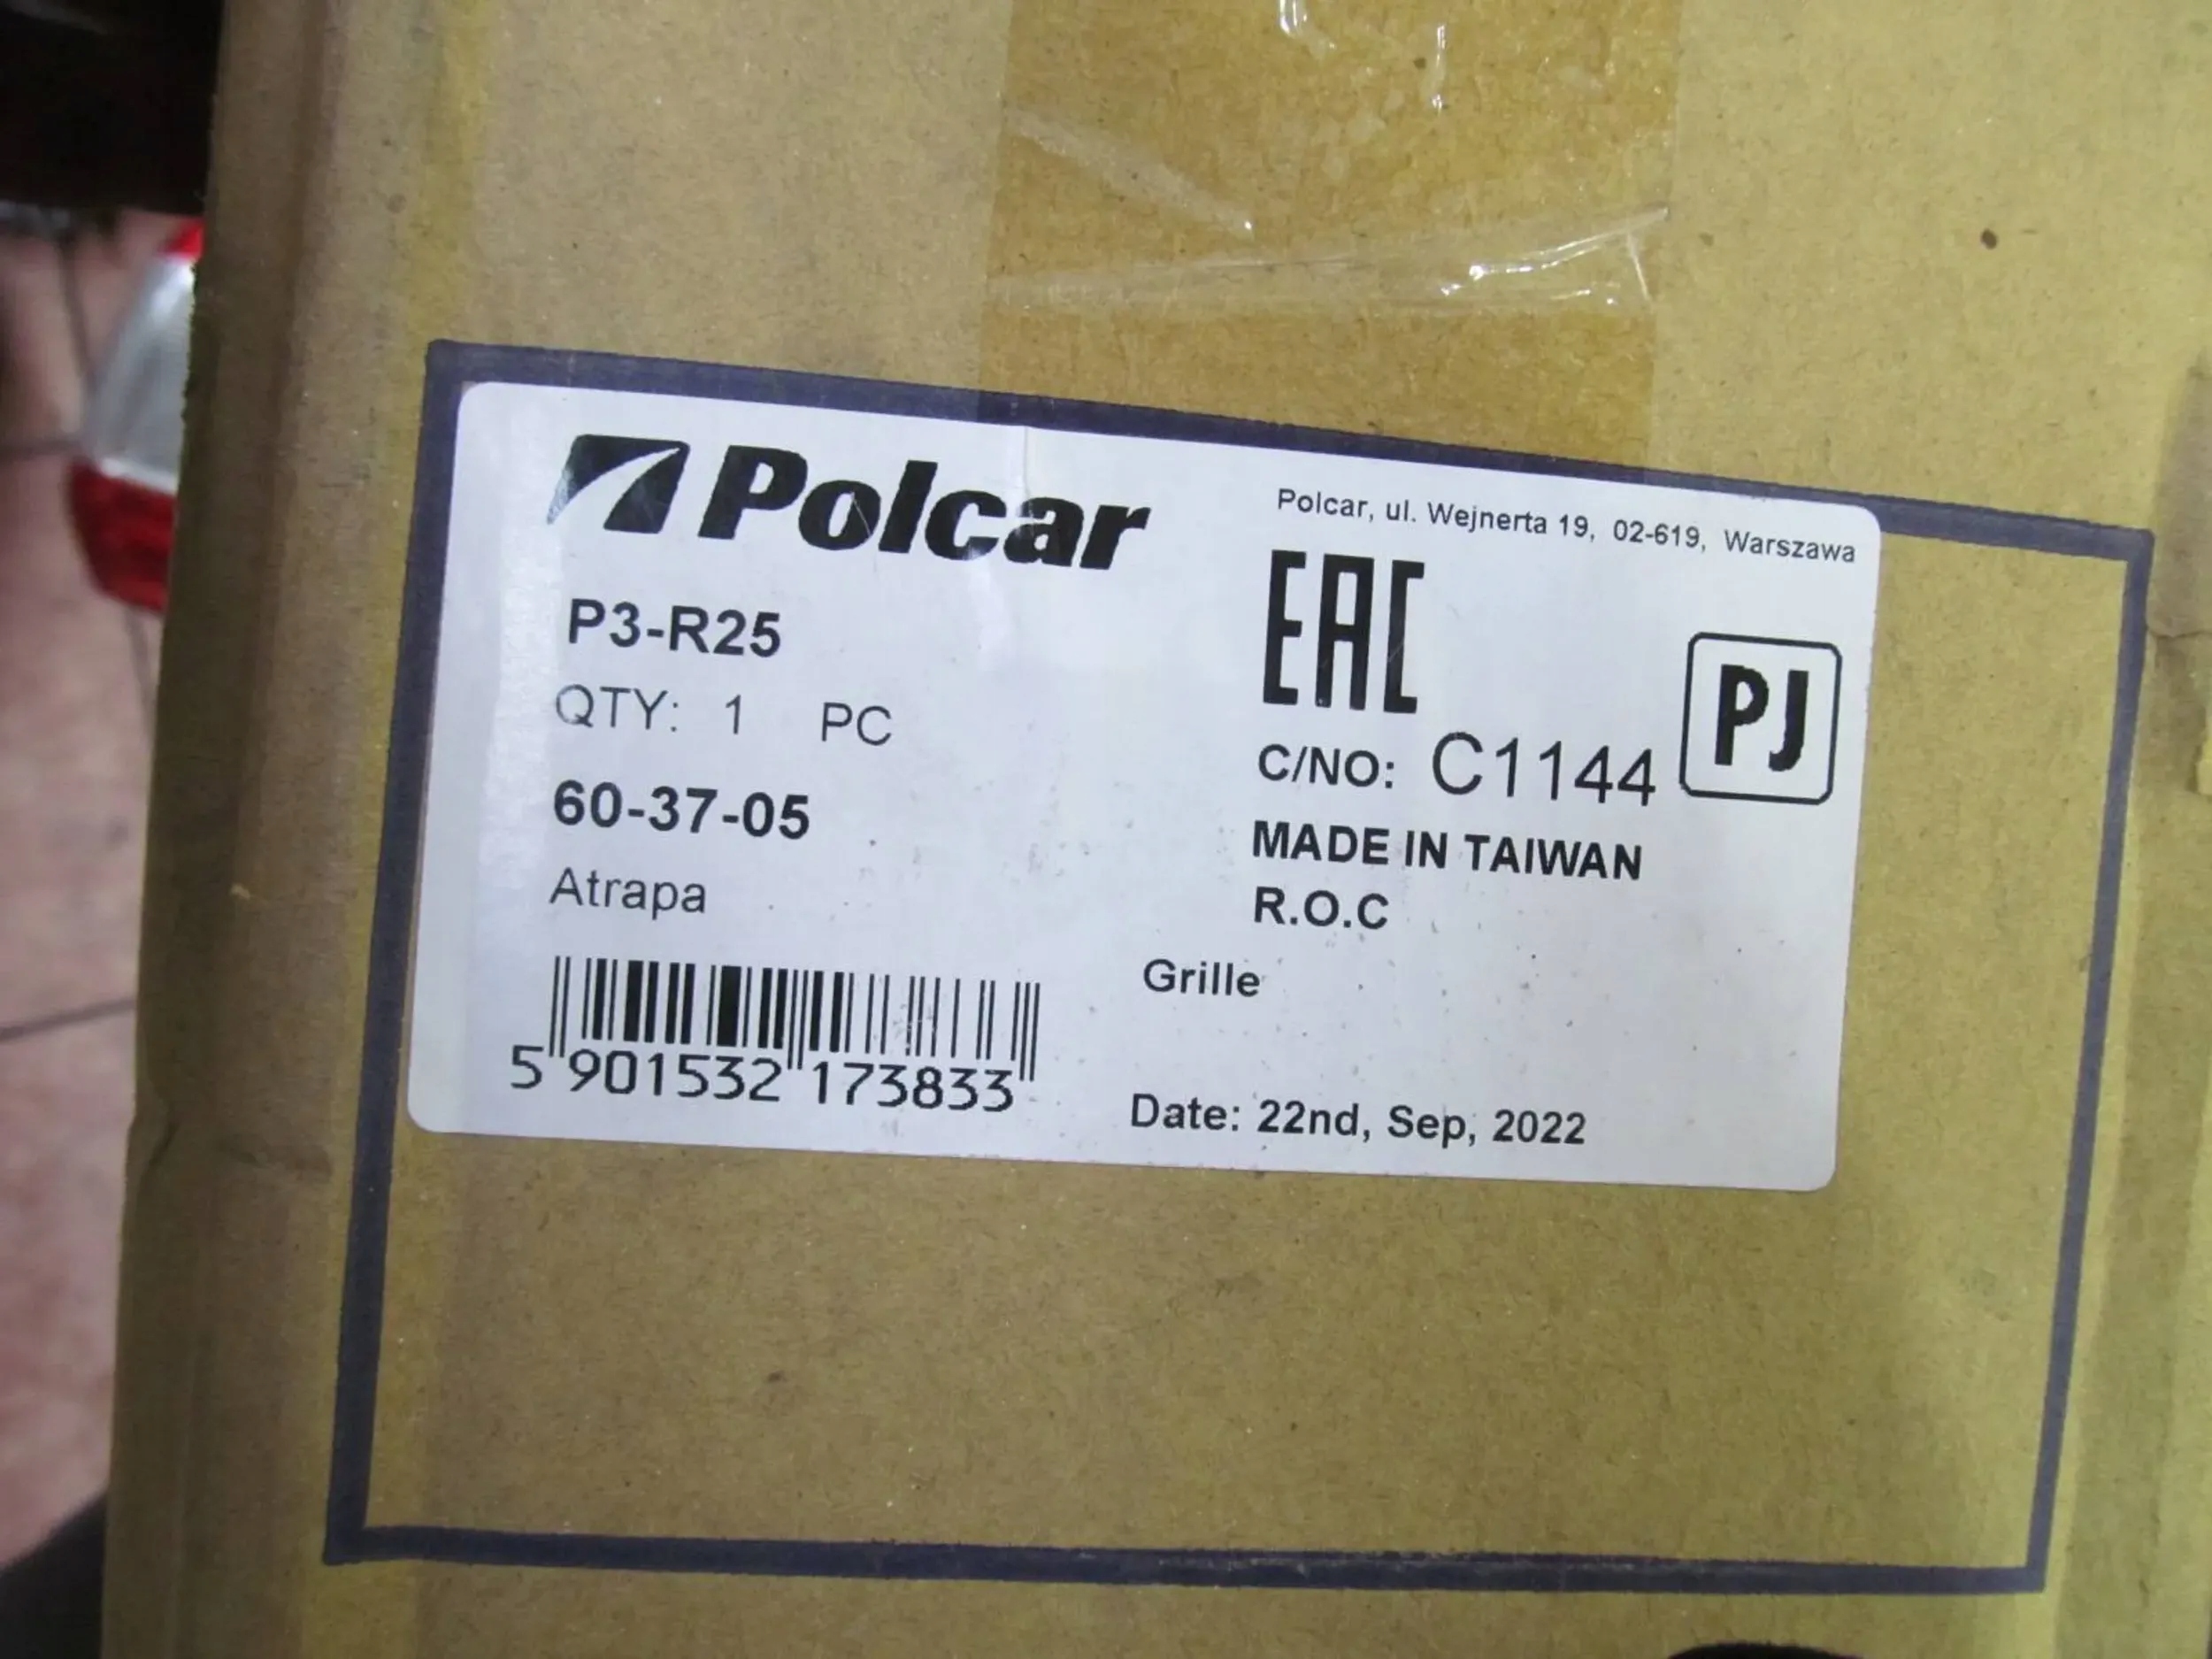 Polcar
Polcar, ul. Wejnerta 19, 02-619, Warszawa
P3-R25
EAC
PJ
QTY: 1 PC
C/NO: C1144
60-37-05
MADE IN TAIWAN
R.O.C
Atrapa
Grille
5 901532 173833
Date: 22nd, Sep, 2022